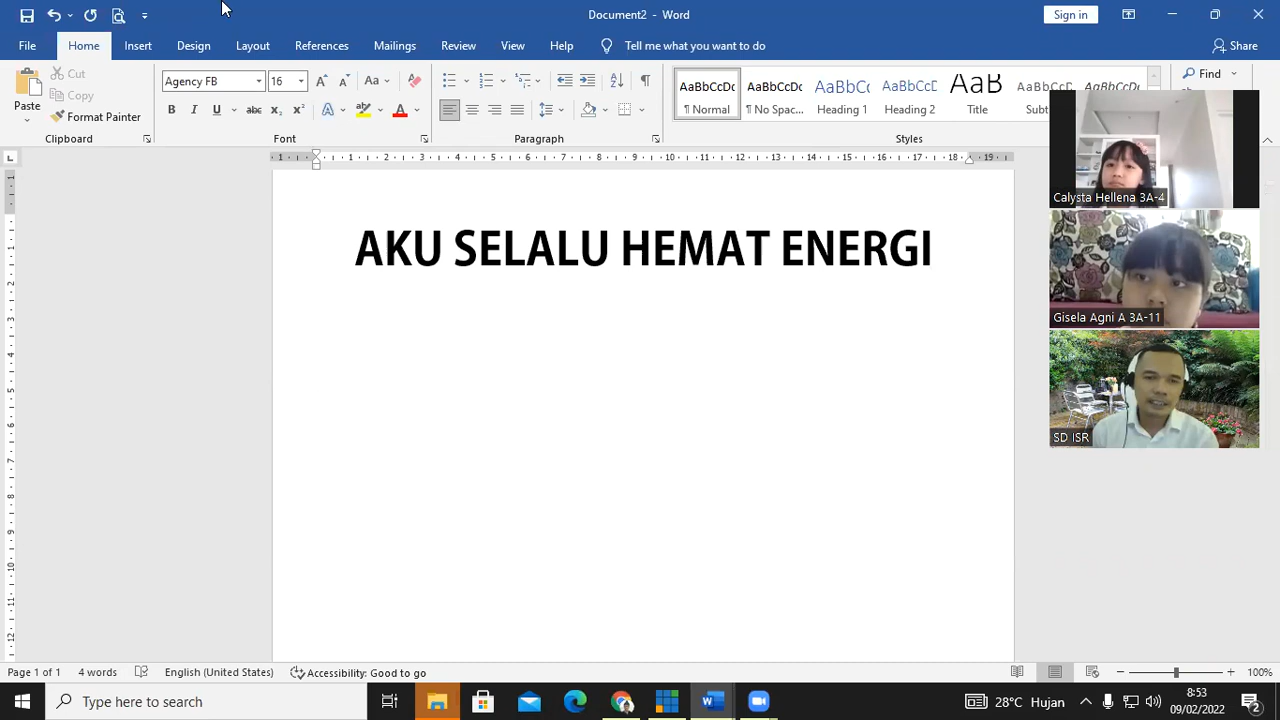 Document2 - Word
Sign in
File Home Insert Design Layout References Mailings Review View Help Tell me what you want to do Share
Paste
Cut
Copy
Format Painter
Clipboard
Agency FB 16
Font
Paragraph
AaBbCcDc ¶ Normal
AaBbCcDc ¶ No Spac...
AaBbC Heading 1
AaBbCcD Heading 2
AaB Title
AaBbCcD
Styles
Find
AKU SELALU HEMAT ENERGI
Calysta Hellena 3A-4
Gisela Agni A 3A-11
SD ISR
Page 1 of 1 4 words English (United States) Accessibility: Good to go 100%
Type here to search
28°C Hujan
8:53
09/02/2022
2